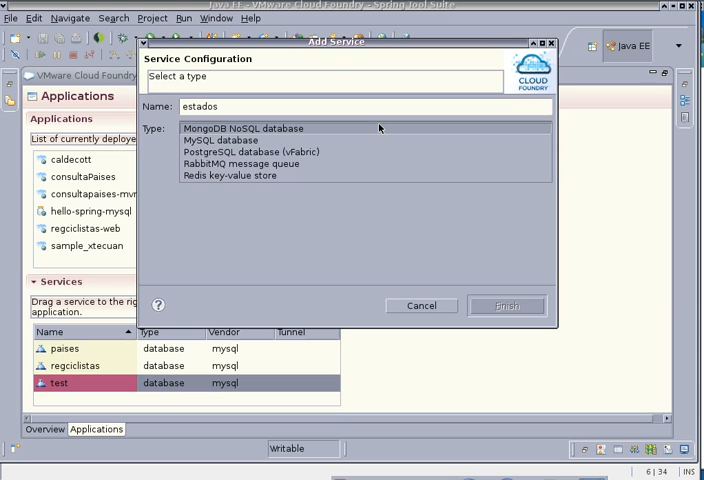 Java EE - VMware Cloud Foundry - Spring Tool Suite
File Edit Navigate Search Project Run Window Help
Java EE
Add Service
Service Configuration
Select a type
CLOUD
FOUNDRY
Name: estados
Type: MongoDB NoSQL database
MySQL database
PostgreSQL database (vFabric)
RabbitMQ message queue
Redis key-value store
Cancel
Finish
VMware Cloud Foundry
Applications
Applications
List of currently deploye
caldecott
consultaPaises
consultapaises-mvn
hello-spring-mysql
regciclistas-web
sample_xtecuan
Services
Drag a service to the rig
application.
Name Type Vendor Tunnel
paises database mysql
regciclistas database mysql
test database mysql
Overview Applications
Writable
6 | 34 INS